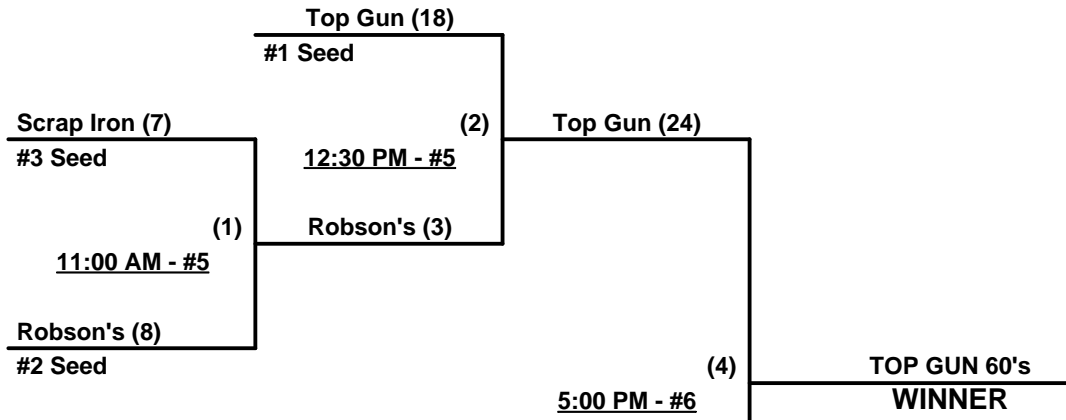 Top Gun (18)
#1 Seed
Scrap Iron (7)
(2)
Top Gun (24)
#3 Seed
12:30 PM - #5
(1)
Robson's (3)
11:00 AM - #5
Robson's (8)
#2 Seed
(4)
TOP GUN 60's
5:00 PM - #6
WINNER